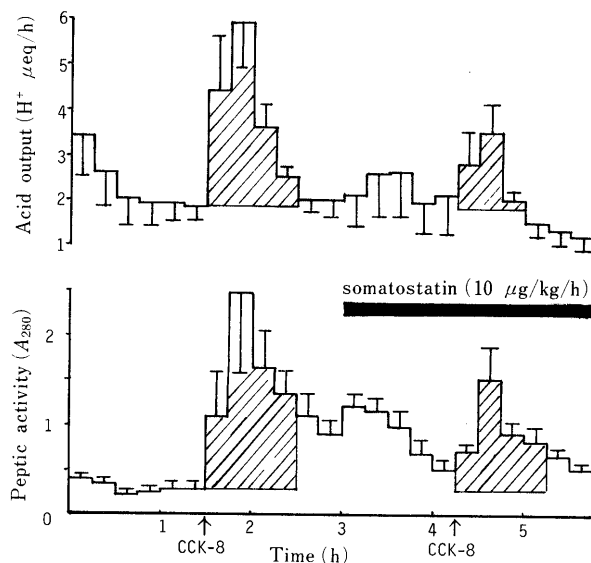 Acid output (H⁺ μeq/h)
6
5
4
3
2
1
somatostatin (10 μg/kg/h)
Peptic activity (A₂₈₀)
2
1
0
1 2 3 4 5
↑ ↑
CCK-8 Time (h) CCK-8